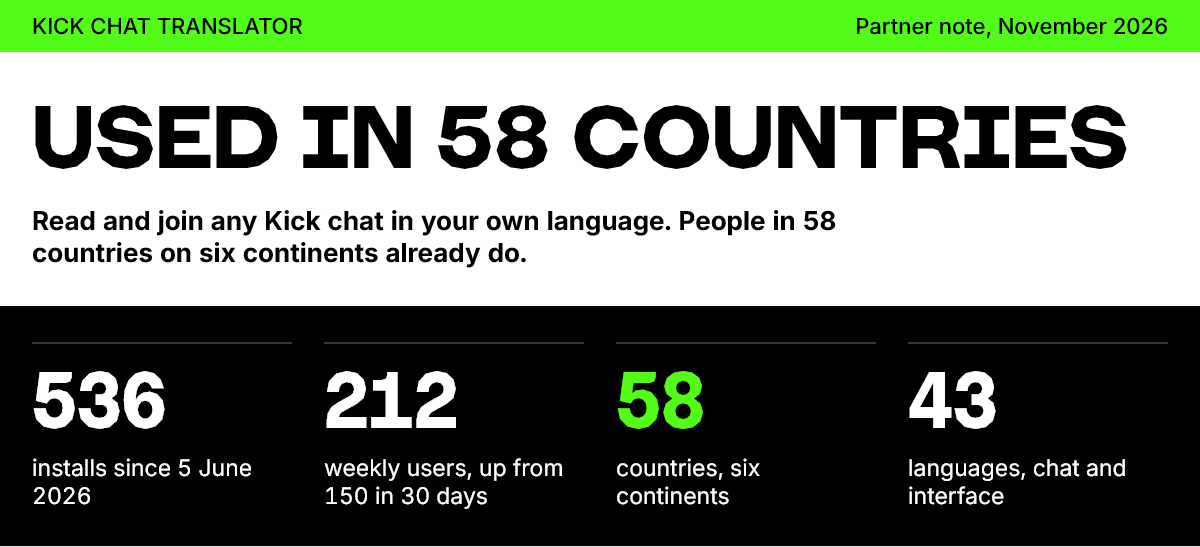 KICK CHAT TRANSLATOR
Partner note, November 2026
USED IN 58 COUNTRIES
Read and join any Kick chat in your own language. People in 58
countries on six continents already do.
536
installs since 5 June
2026
212
weekly users, up from
150 in 30 days
58
countries, six
continents
43
languages, chat and
interface